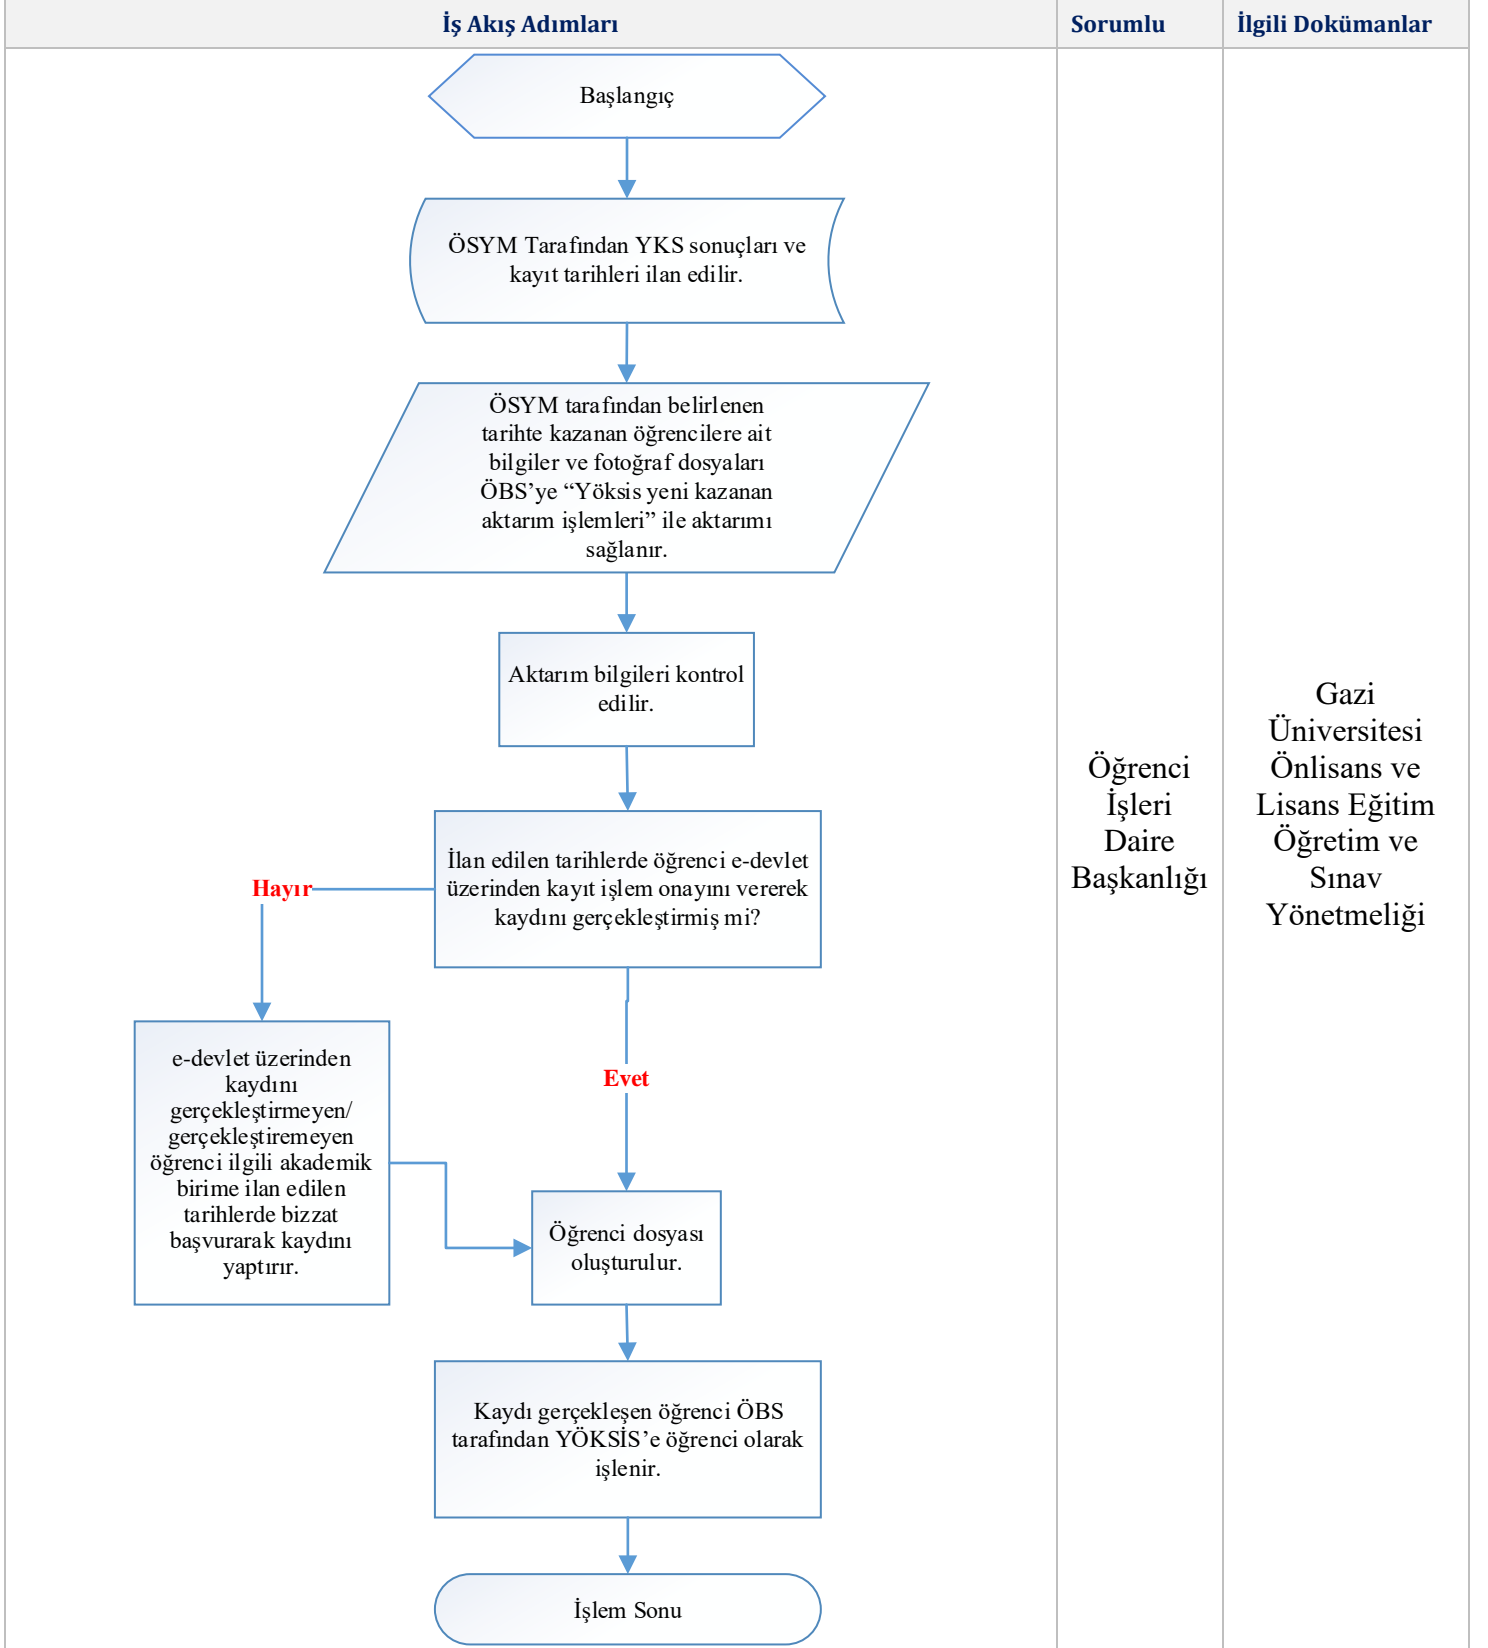 İş Akış Adımları
Sorumlu
İlgili Dokümanlar
Başlangıç
ÖSYM Tarafından YKS sonuçları ve
kayıt tarihleri ilan edilir.
ÖSYM tarafından belirlenen
tarihte kazanan öğrencilere ait
bilgiler ve fotoğraf dosyaları
ÖBS’ye “Yöksis yeni kazanan
aktarım işlemleri” ile aktarımı
sağlanır.
Aktarım bilgileri kontrol
edilir.
İlan edilen tarihlerde öğrenci e-devlet
üzerinden kayıt işlem onayını vererek
kaydını gerçekleştirmiş mi?
Hayır
e-devlet üzerinden
kaydını
gerçekleştirmeyen/
gerçekleştiremeyen
öğrenci ilgili akademik
birime ilan edilen
tarihlerde bizzat
başvurarak kaydını
yaptırır.
Evet
Öğrenci dosyası
oluşturulur.
Kaydı gerçekleşen öğrenci ÖBS
tarafından YÖKSİS’e öğrenci olarak
işlenir.
İşlem Sonu
Öğrenci
İşleri
Daire
Başkanlığı
Gazi
Üniversitesi
Önlisans ve
Lisans Eğitim
Öğretim ve
Sınav
Yönetmeliği